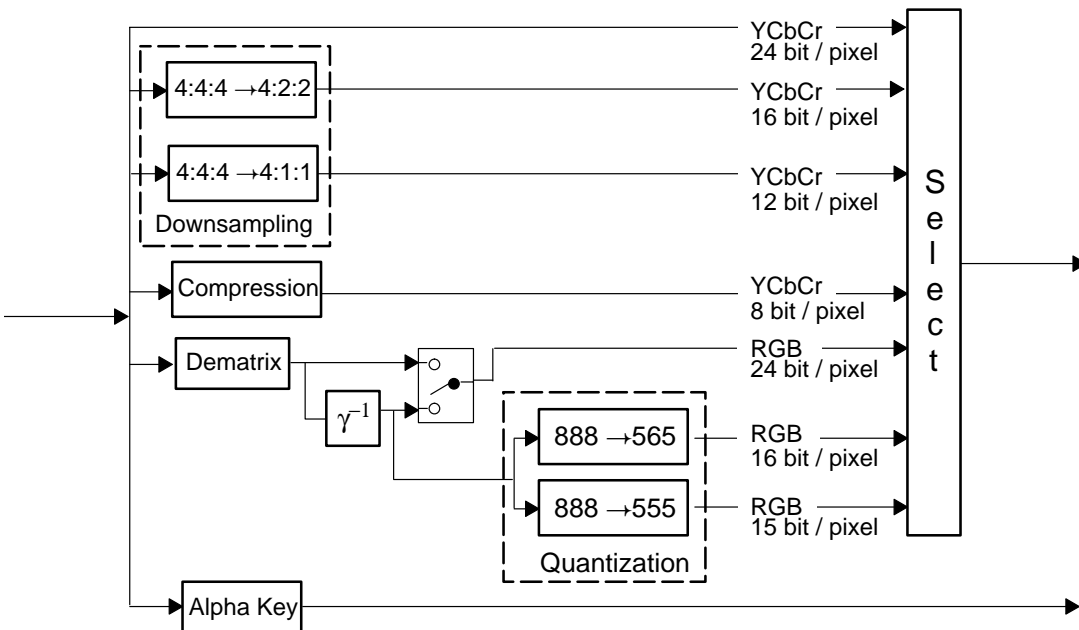 YCbCr
24 bit / pixel
4:4:4 →4:2:2
YCbCr
16 bit / pixel
4:4:4 →4:1:1
YCbCr
12 bit / pixel
Downsampling
Compression
YCbCr
8 bit / pixel
Dematrix
RGB
24 bit / pixel
γ⁻¹
888 →565
RGB
16 bit / pixel
888 →555
RGB
15 bit / pixel
Quantization
Alpha Key
Select